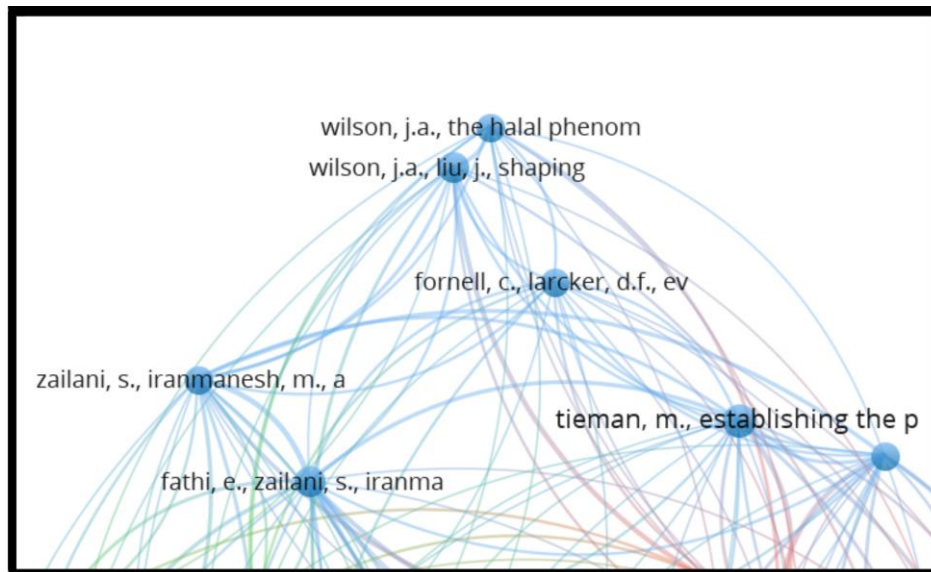 wilson, j.a., the halal phenom
wilson, j.a., liu, j., shaping
fornell, c., larcker, d.f., ev
zailani, s., iranmanesh, m., a
tieman, m., establishing the p
fathi, e., zailani, s., iranma